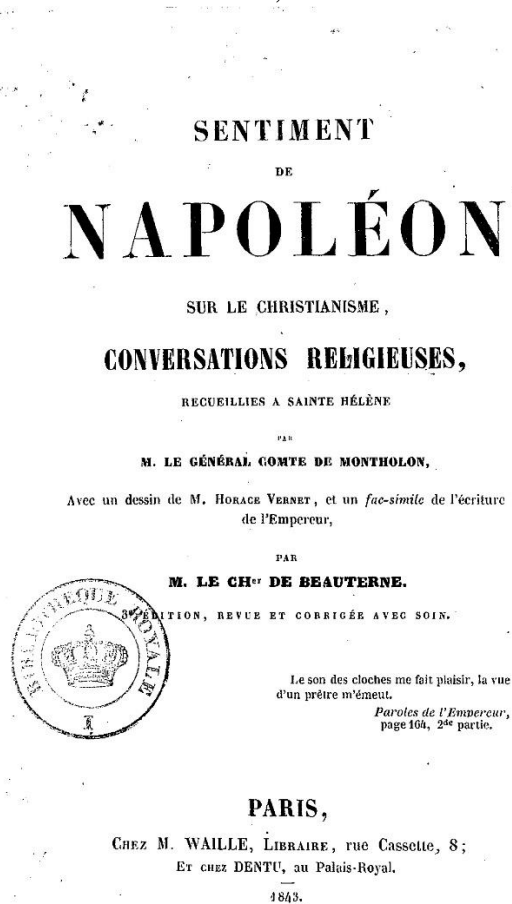 SENTIMENT
DE
NAPOLÉON
SUR LE CHRISTIANISME,
CONVERSATIONS RELIGIEUSES,
RECUEILLIES A SAINTE HÉLÈNE
PAR
M. LE GÉNÉRAL COMTE DE MONTHOLON,
Avec un dessin de M. HORACE VERNET, et un fac-simile de l'écriture
de l'Empereur,
PAR
M. LE CHer DE BEAUTERNE.
3e ÉDITION, REVUE ET CORRIGÉE AVEC SOIN.
BIBLIOTHEQUE ROYALE
I
Le son des cloches me fait plaisir, la vue
d'un prêtre m'émeut.
Paroles de l'Empereur,
page 164, 2de partie.
PARIS,
CHEZ M. WAILLE, LIBRAIRE, rue Cassette, 8;
ET CHEZ DENTU, au Palais-Royal.
1843.